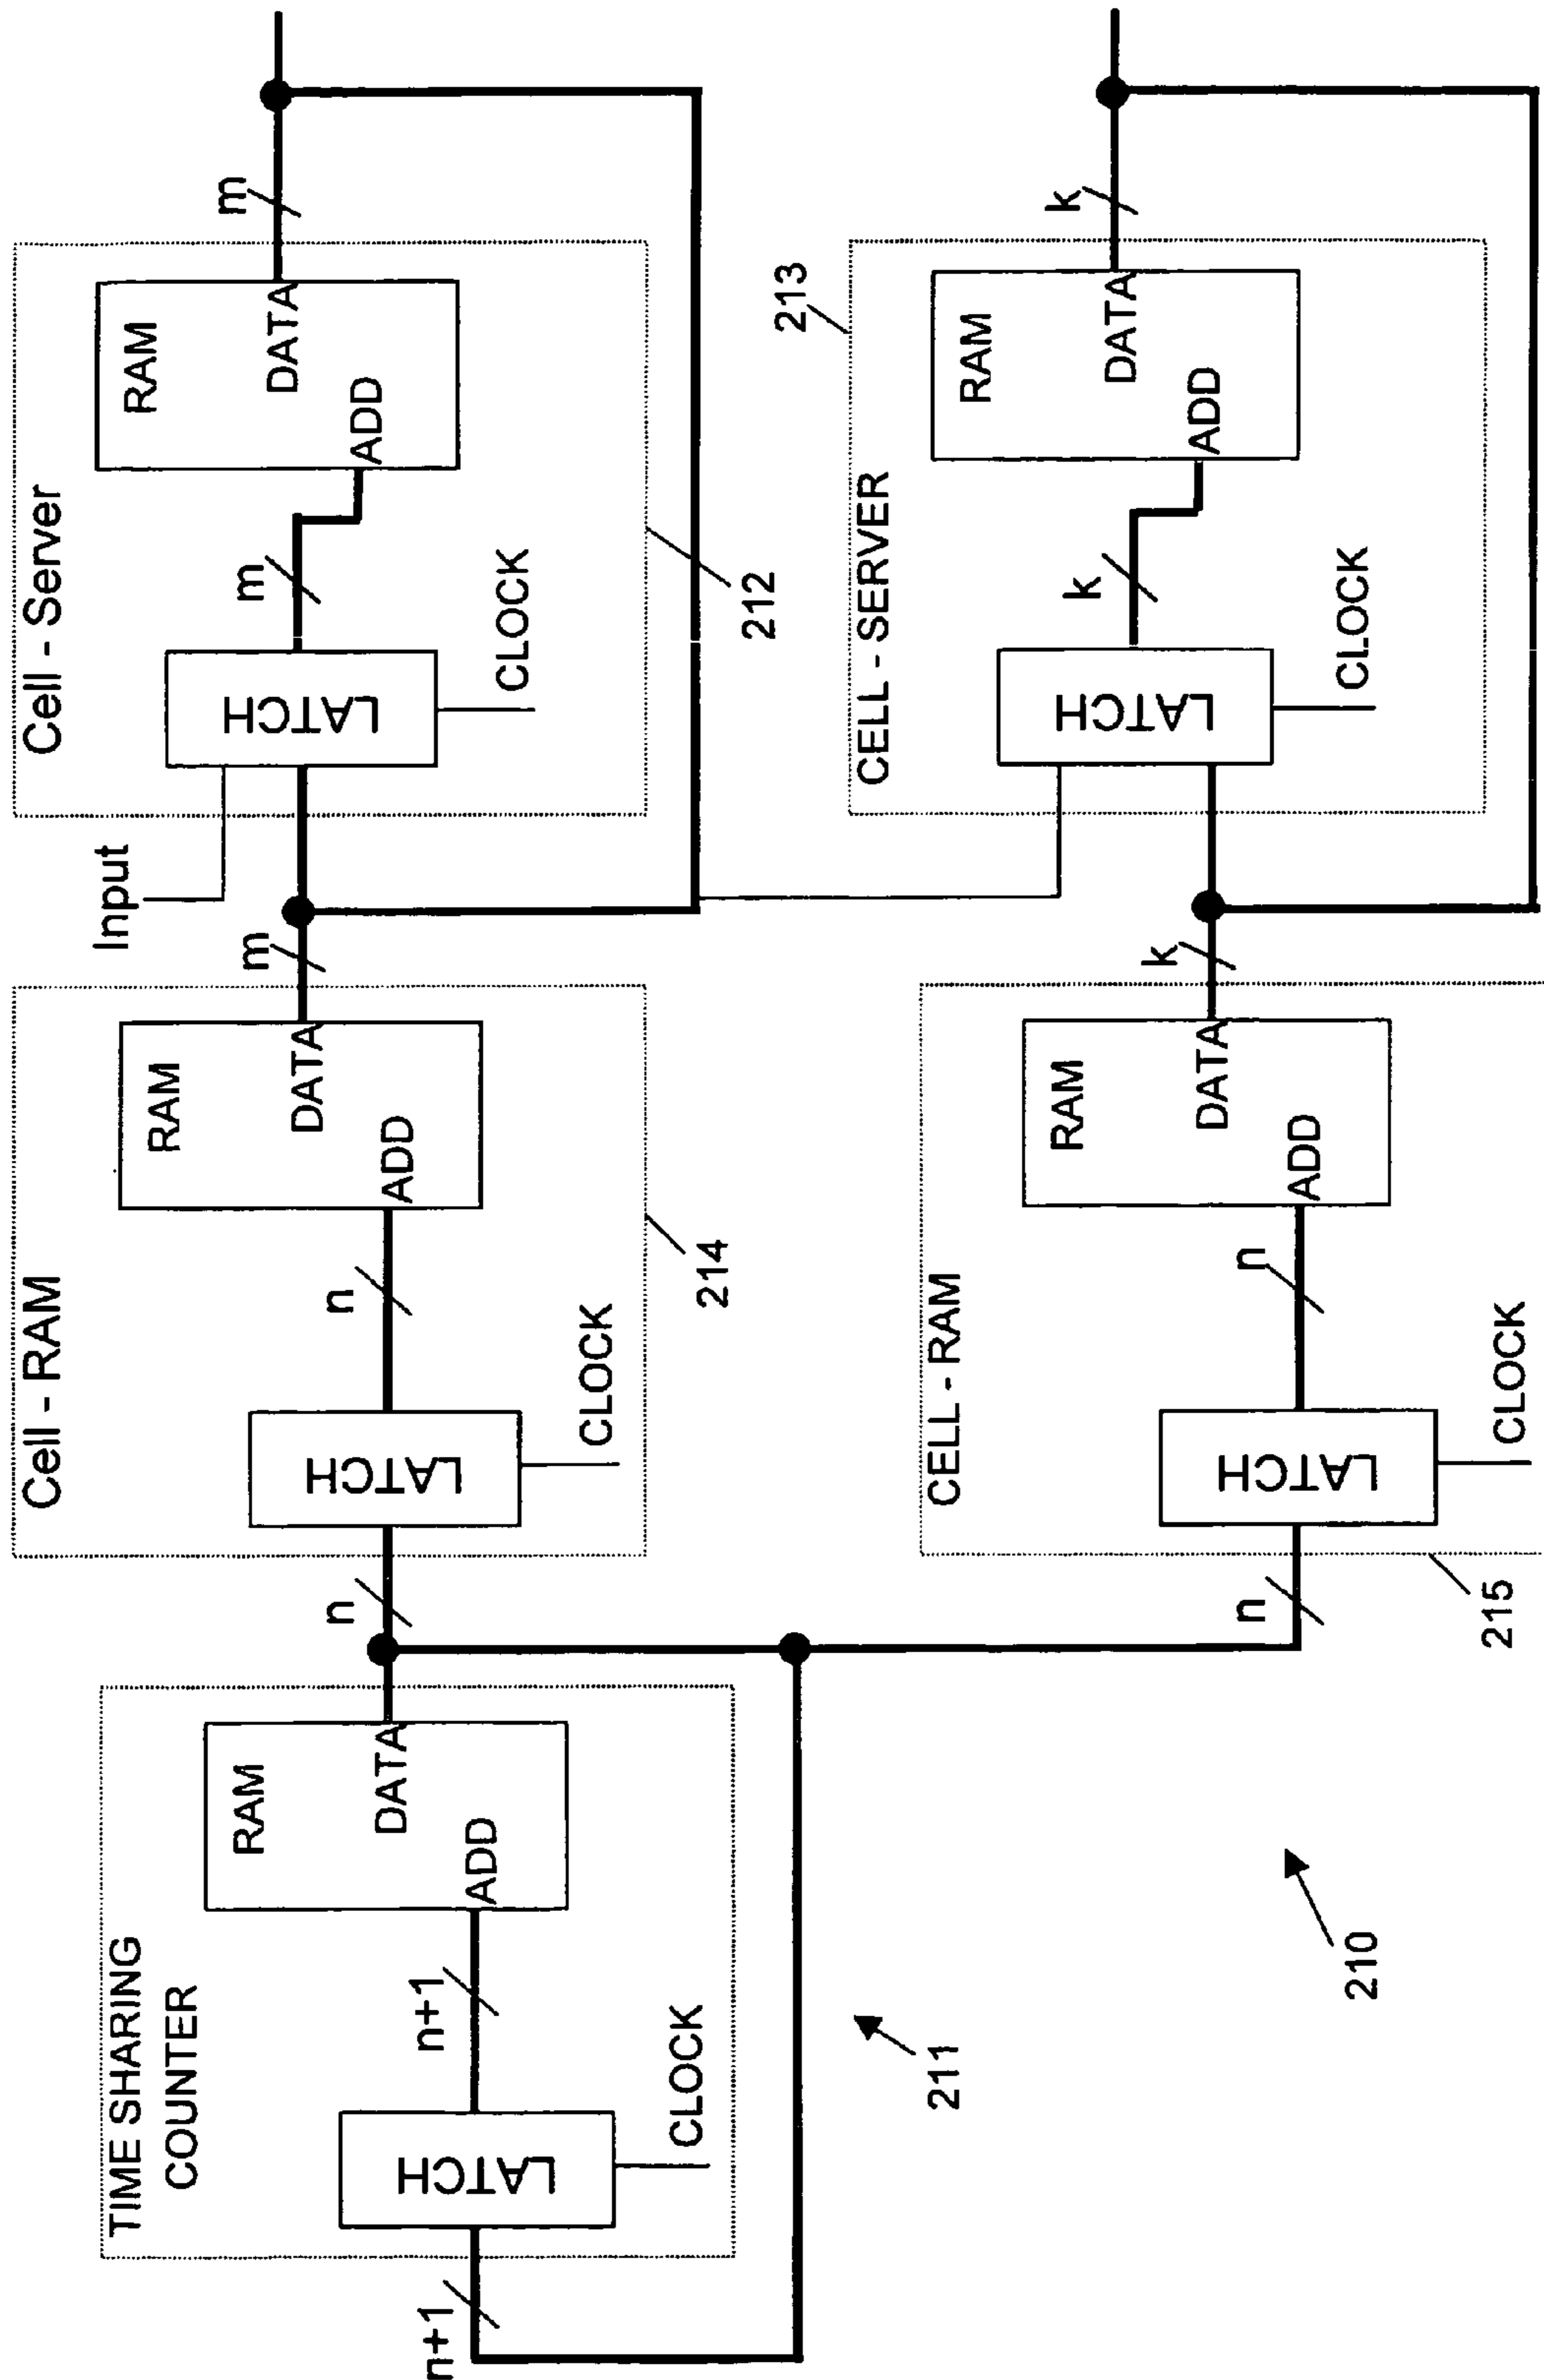 TIME SHARING
COUNTER
n+1
LATCH
CLOCK
n+1
RAM
DATA
ADD
211
210
Cell - RAM
n
LATCH
CLOCK
n
RAM
DATA
ADD
214
Input
m
Cell - Server
LATCH
CLOCK
m
RAM
DATA
ADD
m
212
CELL - RAM
n
LATCH
CLOCK
n
RAM
DATA
ADD
215
k
CELL - SERVER
LATCH
CLOCK
k
RAM
DATA
ADD
k
213